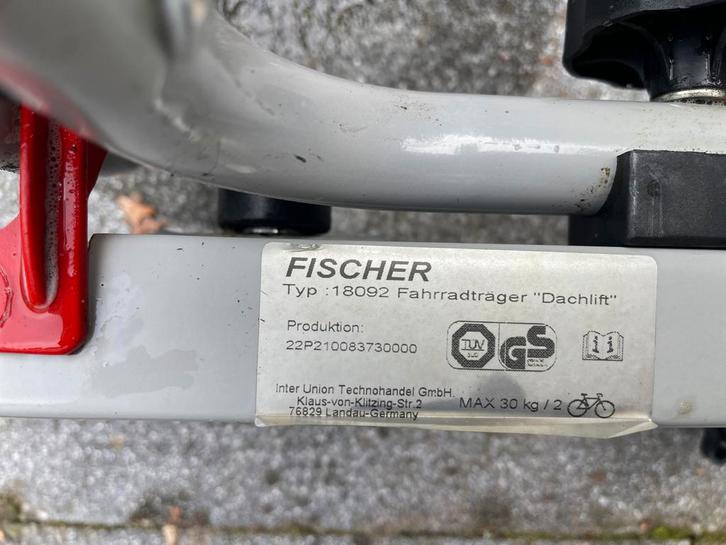 FISCHER
Typ :18092 Fahrradträger "Dachlift"
Produktion:
22P210083730000
TÜV
SÜD
GS
Inter Union Technohandel GmbH.
Klaus-von-Klitzing-Str.2
76829 Landau-Germany
MAX 30 kg / 2